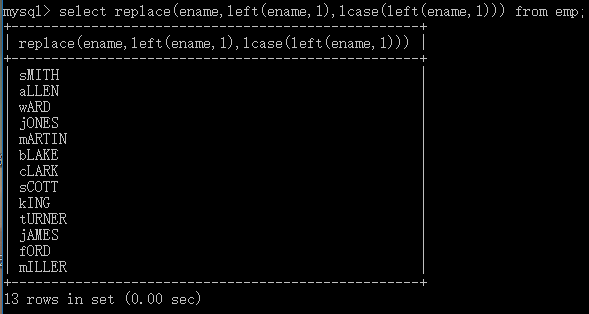 mysql> select replace(ename,left(ename,1),lcase(left(ename,1))) from emp;
+---------------------------------------------------+
| replace(ename,left(ename,1),lcase(left(ename,1))) |
+---------------------------------------------------+
| sMITH |
| aLLEN |
| wARD |
| jONES |
| mARTIN |
| bLAKE |
| cLARK |
| sCOTT |
| kING |
| tURNER |
| jAMES |
| fORD |
| mILLER |
+---------------------------------------------------+
13 rows in set (0.00 sec)